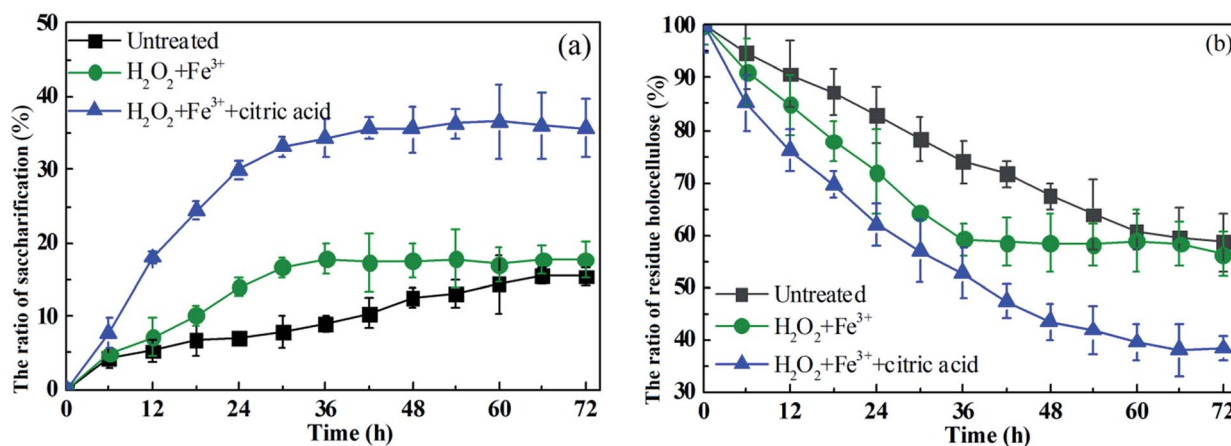 (a)
Untreated
H₂O₂+Fe³⁺
H₂O₂+Fe³⁺+citric acid
The ratio of saccharification (%)
50
40
30
20
10
0
0 12 24 36 48 60 72
Time (h)
(b)
The ratio of residue holocellulose (%)
100
90
80
70
60
50
40
30
Untreated
H₂O₂+Fe³⁺
H₂O₂+Fe³⁺+citric acid
0 12 24 36 48 60 72
Time (h)